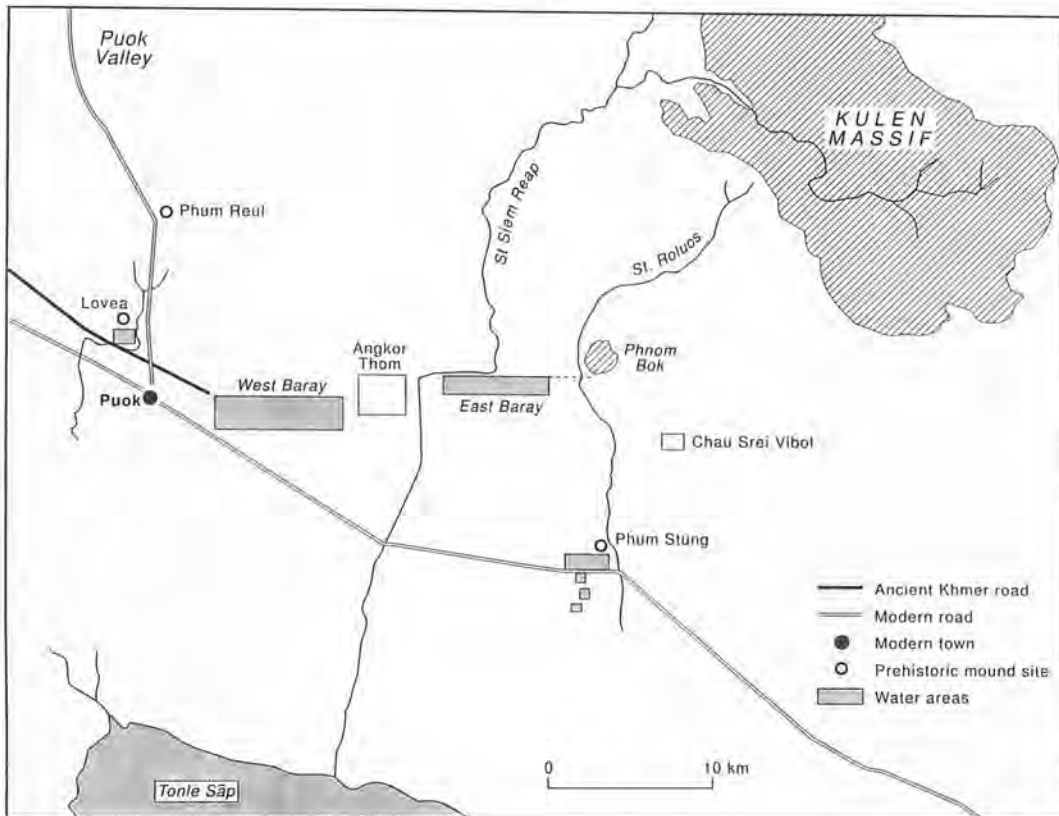 Puok
Valley
KULEN
MASSIF
Phum Reul
St Siem Reap
St. Roluos
Lovea
Angkor
Thom
Phnom
Bok
West Baray
Puok
East Baray
Chau Srei Vibol
Phum Stung
Ancient Khmer road
Modern road
Modern town
Prehistoric mound site
Water areas
0 10 km
Tonle Sāp